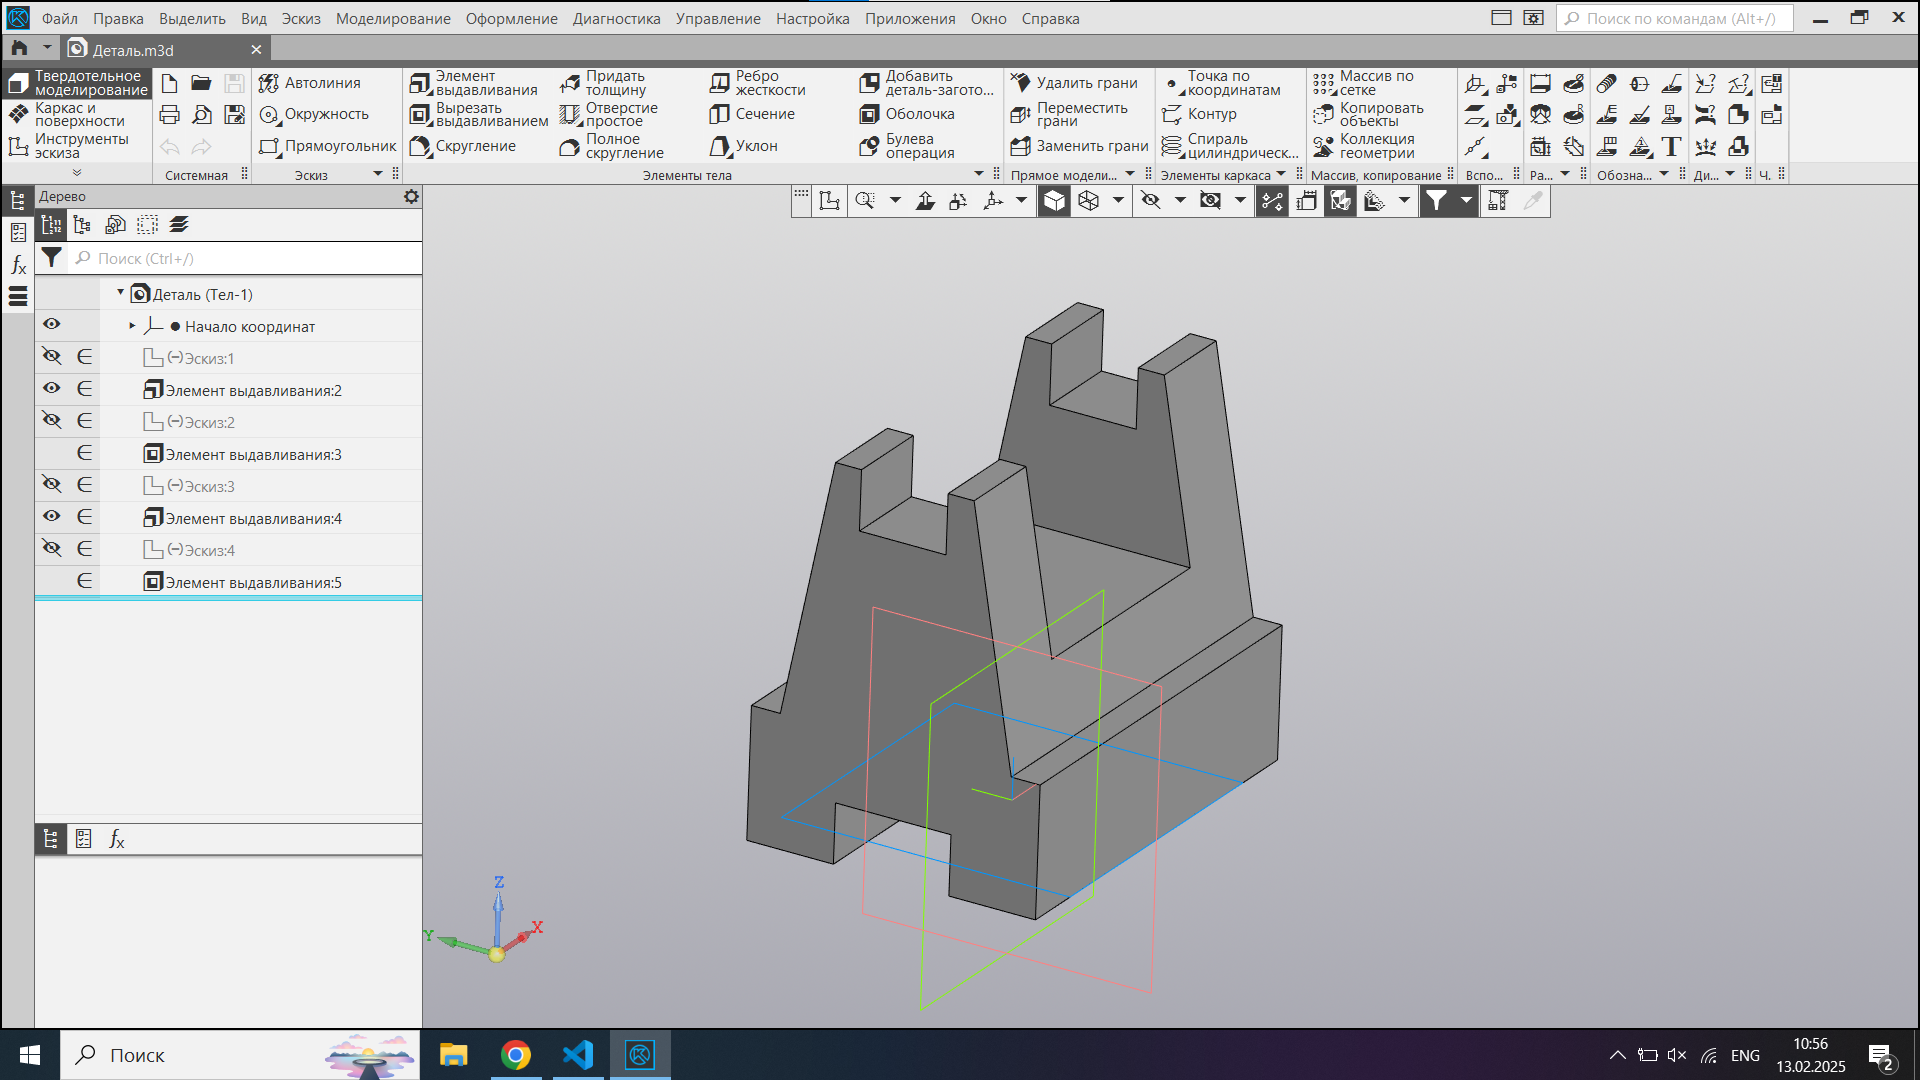 Файл Правка Выделить Вид Эскиз Моделирование Оформление Диагностика Управление Настройка Приложения Окно Справка
Поиск по командам (Alt+/)
Деталь.m3d
Твердотельное моделирование
Каркас и поверхности
Инструменты эскиза
Системная
Автолиния
Окружность
Прямоугольник
Эскиз
Элемент выдавливания
Вырезать выдавливанием
Скругление
Придать толщину
Отверстие простое
Полное скругление
Ребро жесткости
Сечение
Уклон
Добавить деталь-загото...
Оболочка
Булева операция
Элементы тела
Удалить грани
Переместить грани
Заменить грани
Прямое модели...
Точка по координатам
Контур
Спираль цилиндрическ...
Элементы каркаса
Массив по сетке
Копировать объекты
Коллекция геометрии
Массив, копирование
Вспо...
Ра...
Обозна...
Ди...
Ч.
Дерево
Поиск (Ctrl+/)
Деталь (Тел-1)
Начало координат
(−)Эскиз:1
Элемент выдавливания:2
(−)Эскиз:2
Элемент выдавливания:3
(−)Эскиз:3
Элемент выдавливания:4
(−)Эскиз:4
Элемент выдавливания:5
Z
X
Y
Поиск
ENG
10:56
13.02.2025
2